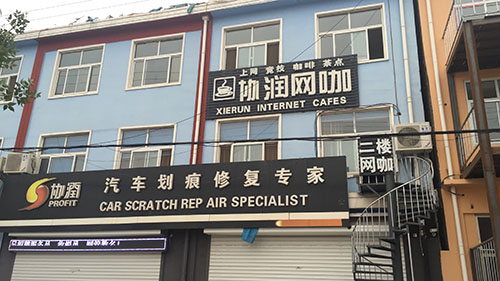 上网 竞技 咖啡 茶点
协润网咖
XIERUN INTERNET CAFES
二楼
网咖
协润
PROFIT
汽车划痕修复专家
CAR SCRATCH REP AIR SPECIALIST